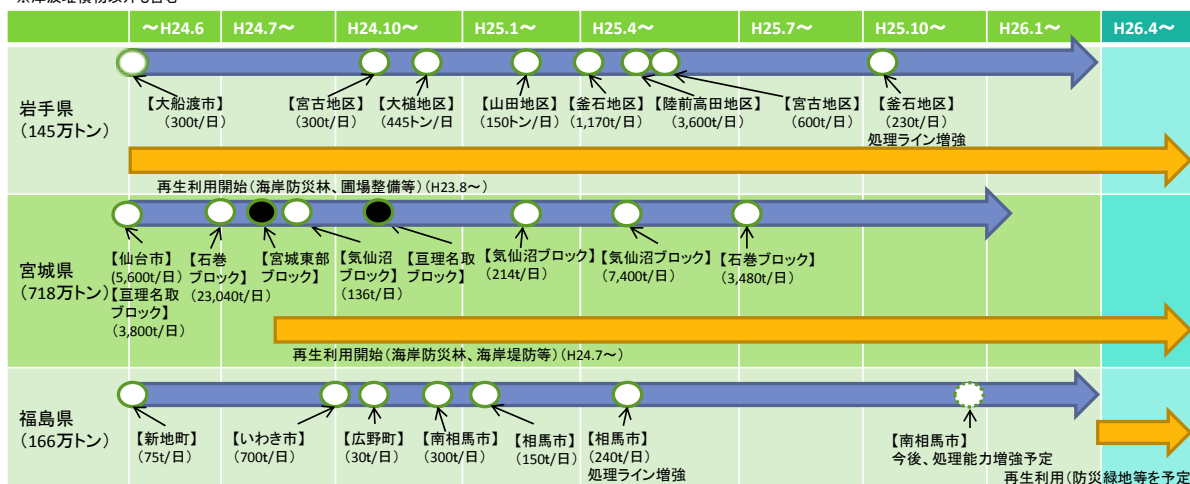 ～H24.6 H24.7～ H24.10～ H25.1～ H25.4～ H25.7～ H25.10～ H26.1～ H26.4～
岩手県
(145万トン)
【大船渡市】
(300t/日)
【宮古地区】
(300t/日)
【大槌地区】
(445トン/日
【山田地区】
(150トン/日)
【釜石地区】
(1,170t/日)
【陸前高田地区】
(3,600t/日)
【宮古地区】
(600t/日)
【釜石地区】
(230t/日)
処理ライン増強
再生利用開始(海岸防災林、圃場整備等)(H23.8～)
宮城県
(718万トン)
【仙台市】
(5,600t/日)
【亘理名取
ブロック】
(3,800t/日)
【石巻
ブロック】
(23,040t/日)
【宮城東部
ブロック】
【気仙沼
ブロック】
(136t/日)
【亘理名取
ブロック】
【気仙沼ブロック】
(214t/日)
【気仙沼ブロック】
(7,400t/日)
【石巻ブロック】
(3,480t/日)
再生利用開始(海岸防災林、海岸堤防等)(H24.7～)
福島県
(166万トン)
【新地町】
(75t/日)
【いわき市】
(700t/日)
【広野町】
(30t/日)
【南相馬市】
(300t/日)
【相馬市】
(150t/日)
【相馬市】
(240t/日)
処理ライン増強
【南相馬市】
今後、処理能力増強予定
再生利用(防災緑地等を予定